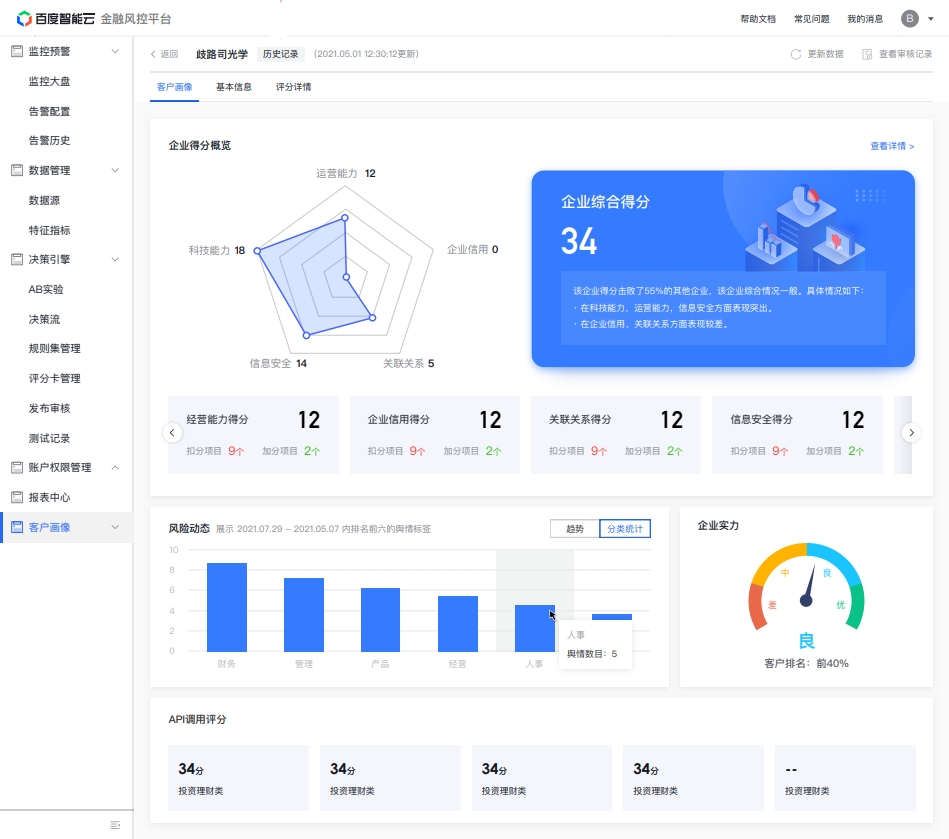 百度智能云 金融风控平台
帮助文档 常见问题 我的消息 B
监控预警
监控大盘
告警配置
告警历史
数据管理
数据源
特征指标
决策引擎
AB实验
决策流
规则集管理
评分卡管理
发布审核
测试记录
账户权限管理
报表中心
客户画像
返回 歧路司光学 历史记录 (2021.05.01 12:30:12更新)
更新数据 查看审核记录
客户画像 基本信息 评分详情
企业得分概览 查看详情 >
运营能力 12
科技能力 18
企业信用 0
信息安全 14
关联关系 5
企业综合得分
34
该企业得分击败了55%的其他企业，该企业综合情况一般。具体情况如下：
· 在科技能力，运营能力，信息安全方面表现突出。
· 在企业信用、关联关系方面表现较差。
经营能力得分 12
扣分项目 9个 加分项目 2个
企业信用得分 12
扣分项目 9个 加分项目 2个
关联关系得分 12
扣分项目 9个 加分项目 2个
信息安全得分 12
扣分项目 9个 加分项目 2个
风险动态 展示 2021.07.29 – 2021.05.07 内排名前六的舆情标签
趋势 分类统计
10
8
6
4
2
0
财务 管理 产品 经营 人事
人事
舆情数目：5
企业实力
差 中 良 优
良
客户排名：前40%
API调用评分
34分
投资理财类
34分
投资理财类
34分
投资理财类
34分
投资理财类
--
投资理财类